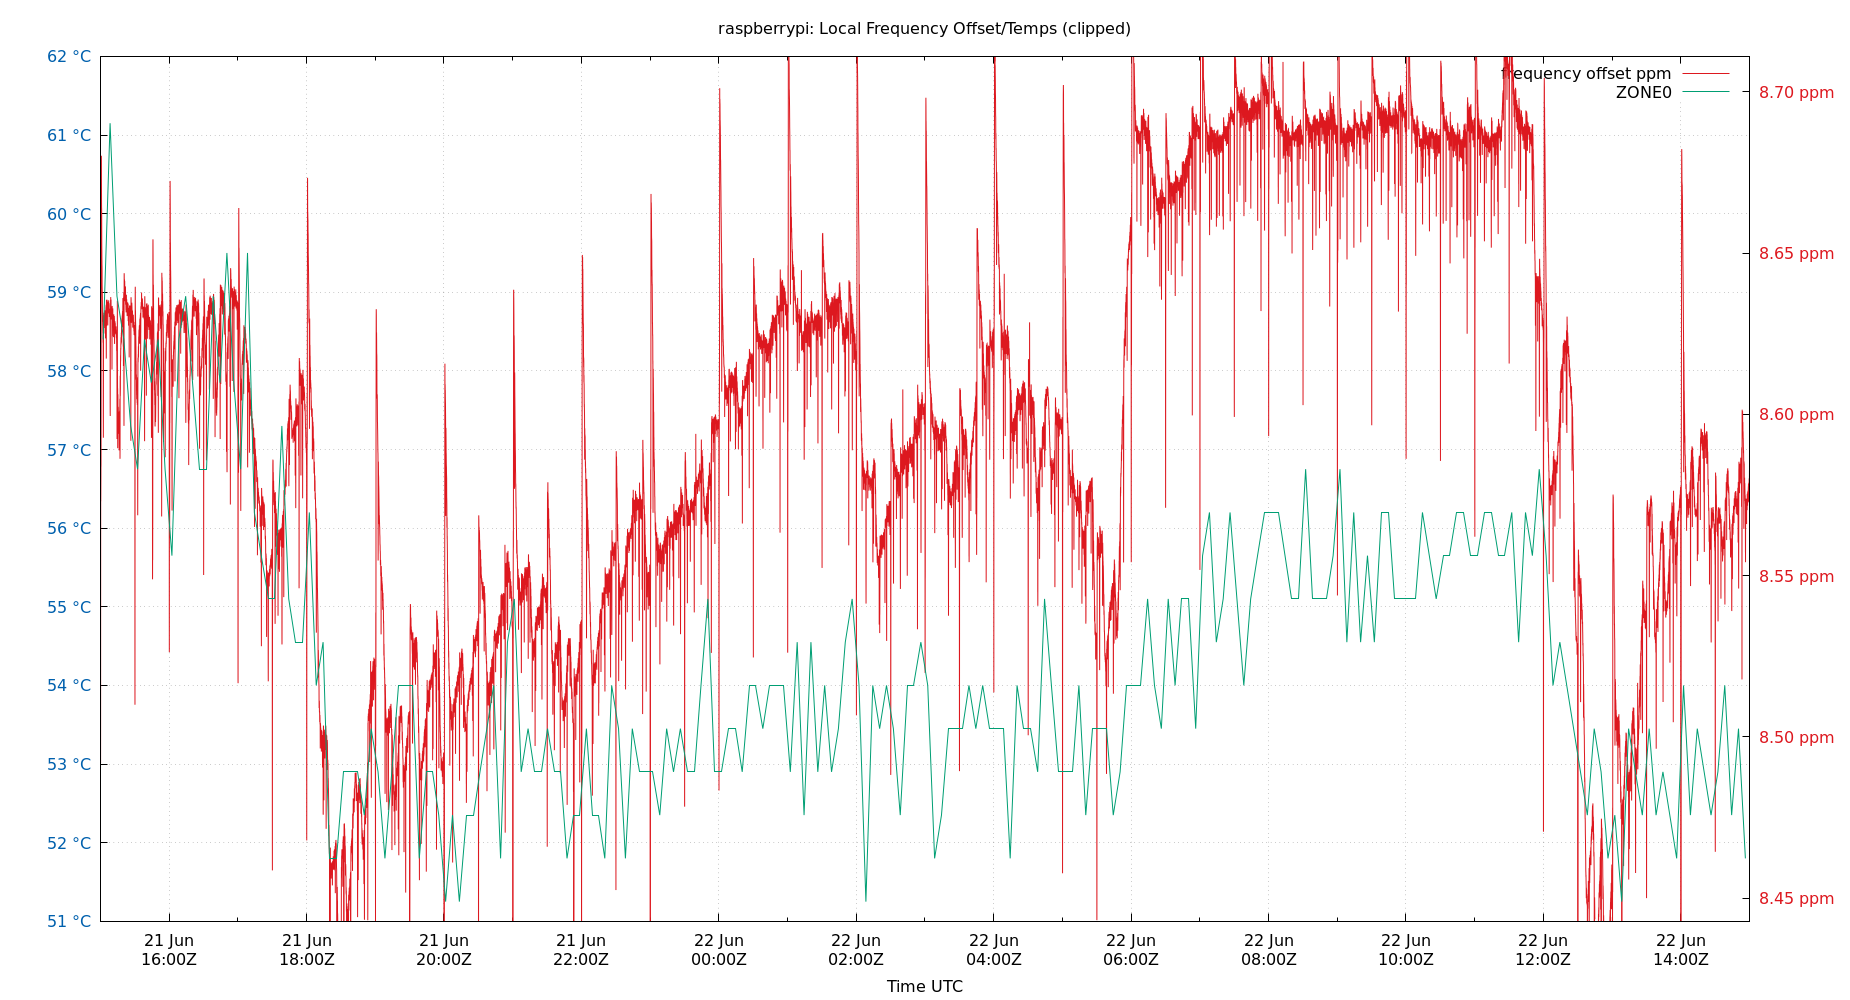 raspberrypi: Local Frequency Offset/Temps (clipped)
62 °C
61 °C
60 °C
59 °C
58 °C
57 °C
56 °C
55 °C
54 °C
53 °C
52 °C
51 °C
frequency offset ppm
ZONE0
8.70 ppm
8.65 ppm
8.60 ppm
8.55 ppm
8.50 ppm
8.45 ppm
21 Jun
16:00Z
21 Jun
18:00Z
21 Jun
20:00Z
21 Jun
22:00Z
22 Jun
00:00Z
22 Jun
02:00Z
22 Jun
04:00Z
22 Jun
06:00Z
22 Jun
08:00Z
22 Jun
10:00Z
22 Jun
12:00Z
22 Jun
14:00Z
Time UTC